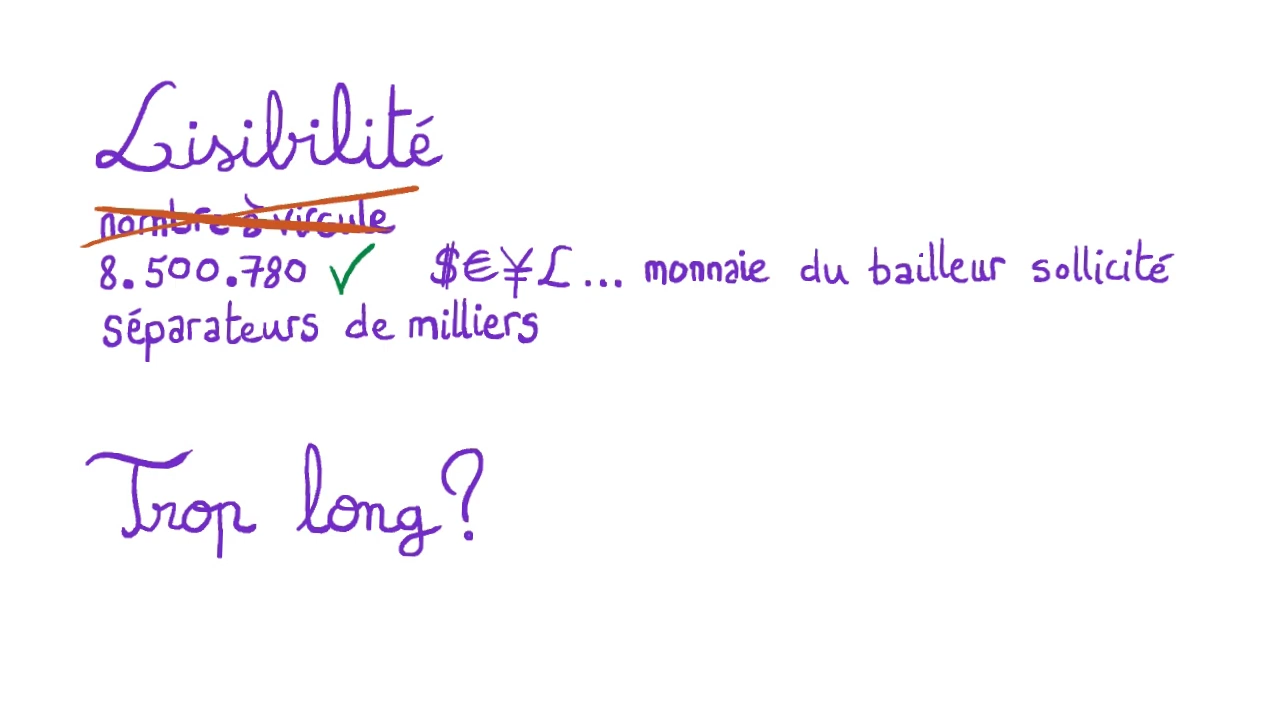 Lisibilité
nombre à virgule
8.500.780 ✓ $€¥£... monnaie du bailleur sollicité
séparateurs de milliers
Trop long?